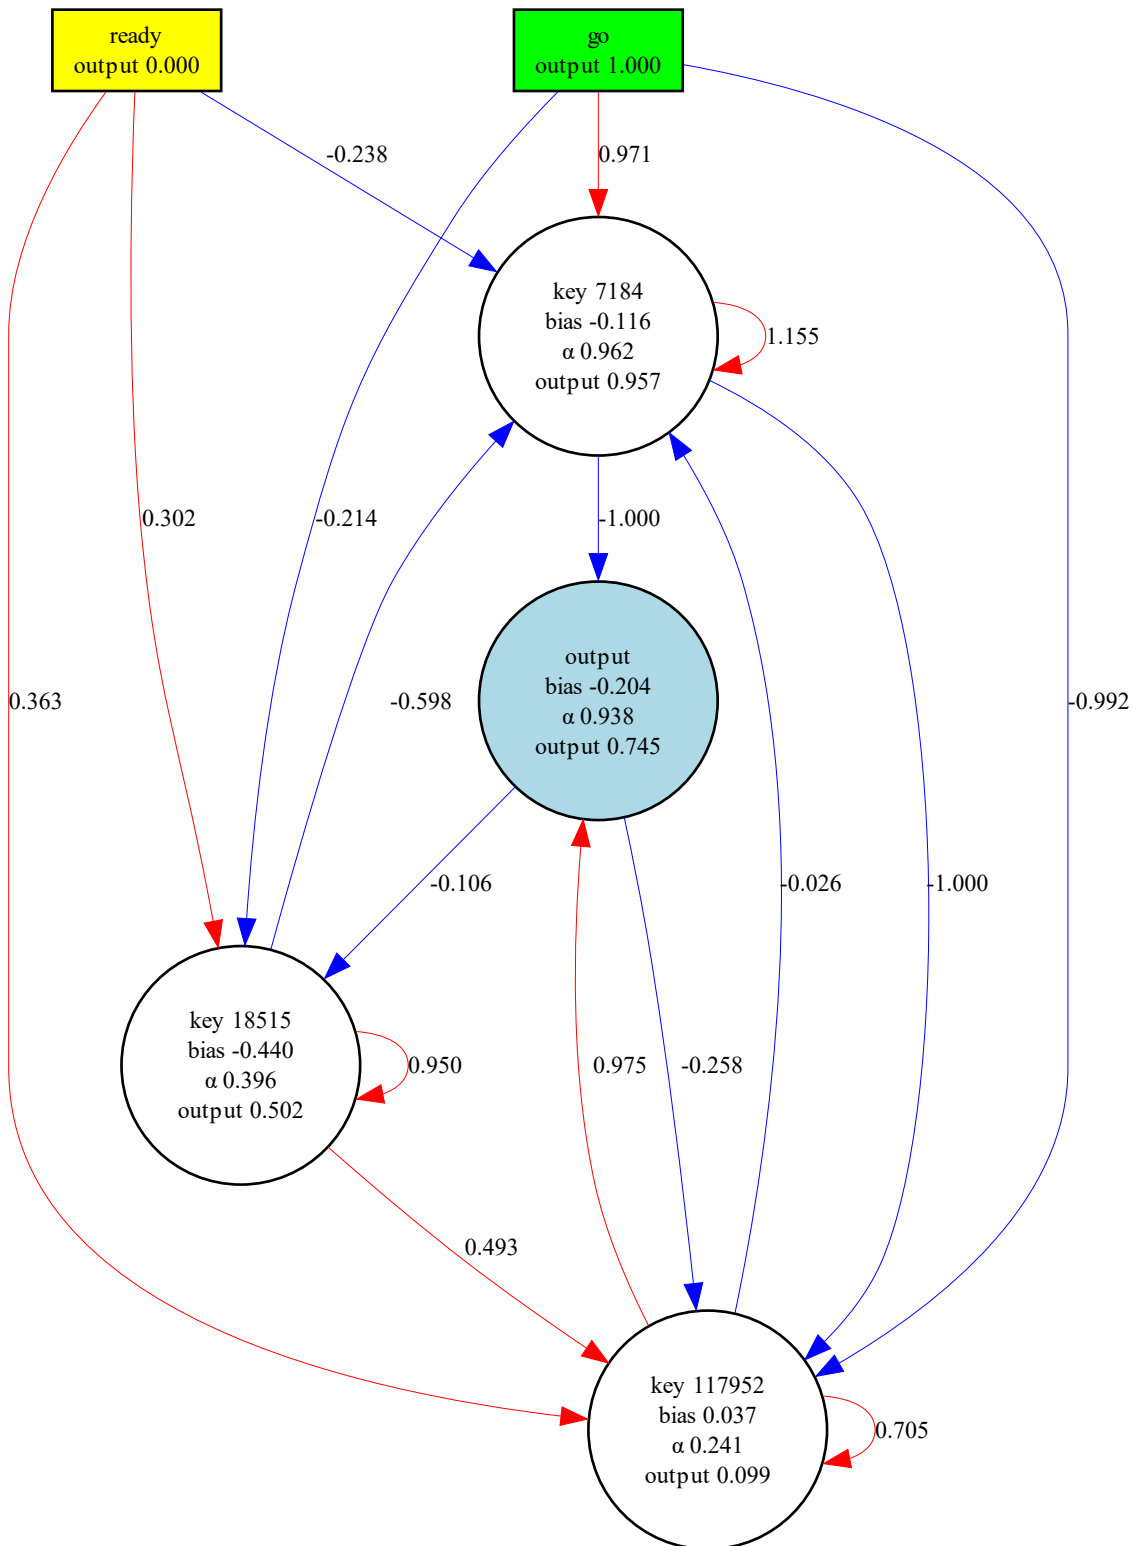 ready
output 0.000
go
output 1.000
-0.238
0.971
key 7184
bias -0.116
α 0.962
output 0.957
1.155
0.302
-0.214
-1.000
output
bias -0.204
α 0.938
output 0.745
0.363
-0.598
-0.992
-0.106
-0.026
-1.000
key 18515
bias -0.440
α 0.396
output 0.502
0.950
0.975
-0.258
0.493
key 117952
bias 0.037
α 0.241
output 0.099
0.705